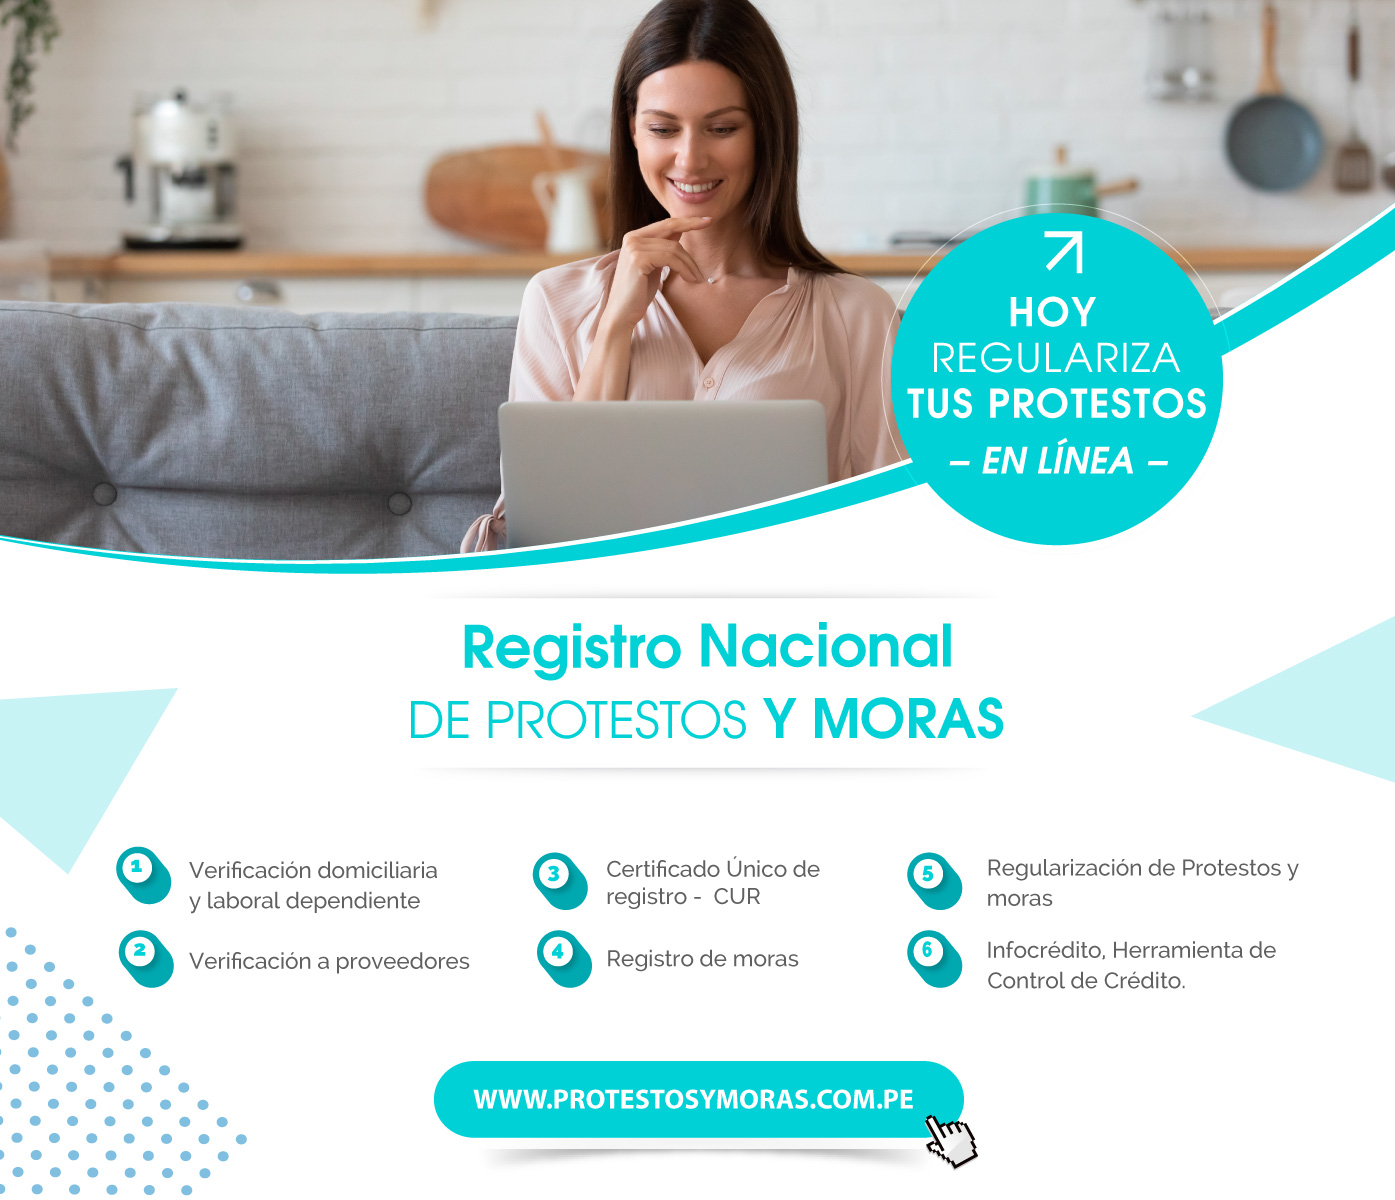 HOY
REGULARIZA
TUS PROTESTOS
– EN LÍNEA –
Registro Nacional
DE PROTESTOS Y MORAS
1
Verificación domiciliaria
y laboral dependiente
2
Verificación a proveedores
3
Certificado Único de
registro -  CUR
4
Registro de moras
5
Regularización de Protestos y
moras
6
Infocrédito, Herramienta de
Control de Crédito.
WWW.PROTESTOSYMORAS.COM.PE